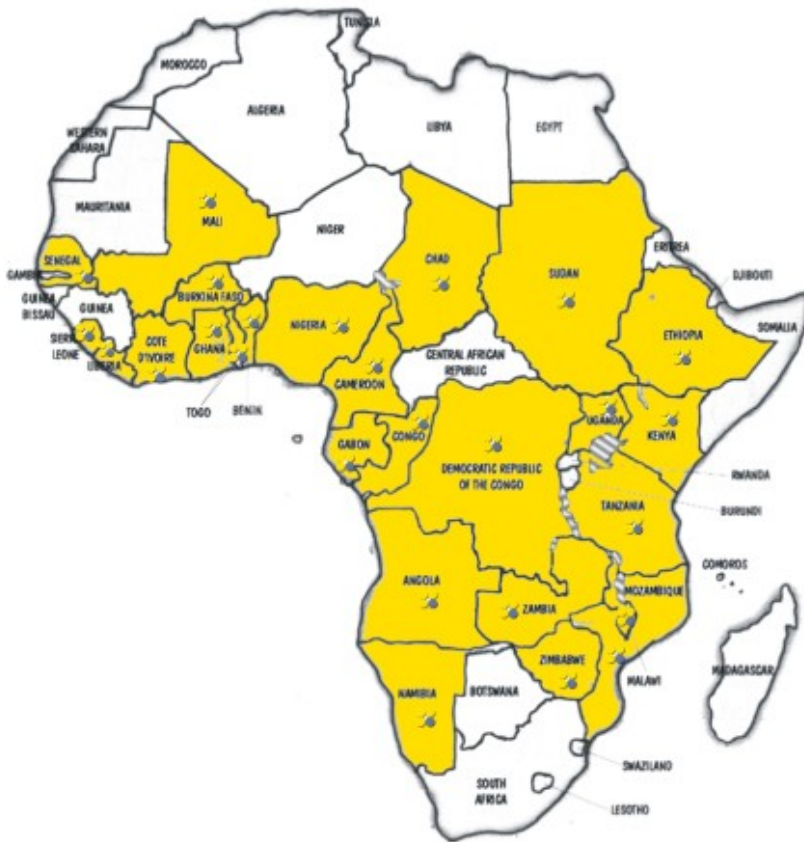 TUNISIA
MOROCCO
ALGERIA
LIBYA
EGYPT
WESTERN
SAHARA
MAURITANIA
MALI
NIGER
CHAD
SUDAN
ERITREA
DJIBOUTI
SENEGAL
GAMBIA
GUINEA
BISSAU
GUINEA
BURKINA FASO
SIERRA
LEONE
LIBERIA
COTE
D'IVOIRE
GHANA
TOGO
BENIN
NIGERIA
CAMEROON
CENTRAL AFRICAN
REPUBLIC
ETHIOPIA
SOMALIA
GABON
CONGO
DEMOCRATIC REPUBLIC
OF THE CONGO
UGANDA
KENYA
RWANDA
BURUNDI
TANZANIA
COMOROS
ANGOLA
ZAMBIA
MOZAMBIQUE
MALAWI
ZIMBABWE
NAMIBIA
BOTSWANA
MADAGASCAR
SWAZILAND
SOUTH
AFRICA
LESOTHO